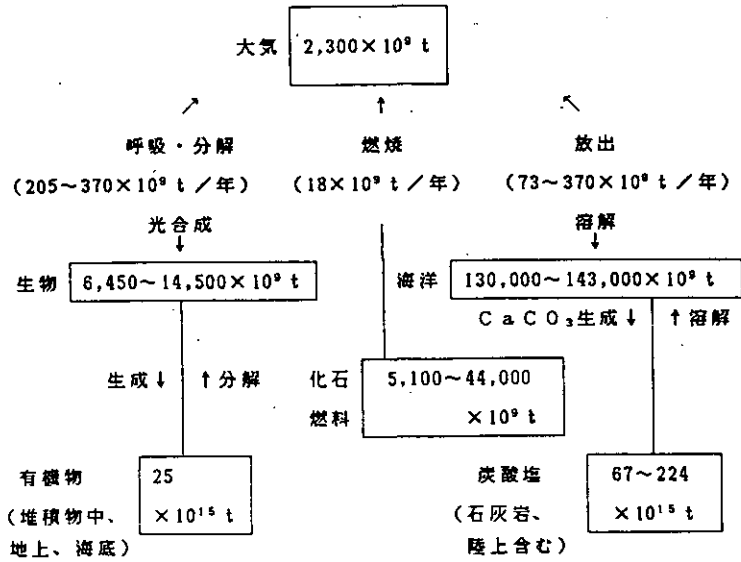 大気 2,300×10⁹ t
↗ ↑ ↖
呼吸・分解 燃焼 放出
(205~370×10⁹ t/年) (18×10⁹ t/年) (73~370×10⁹ t/年)
光合成 溶解
↓ ↓
生物 6,450~14,500×10⁹ t 海洋 130,000~143,000×10⁹ t
CaCO₃生成↓ ↑溶解
生成↓ ↑分解 化石 5,100~44,000
燃料 ×10⁹ t
有機物 25 炭酸塩 67~224
(堆積物中、 ×10¹⁵ t (石灰岩、 ×10¹⁵ t
地上、海底) 陸上含む)